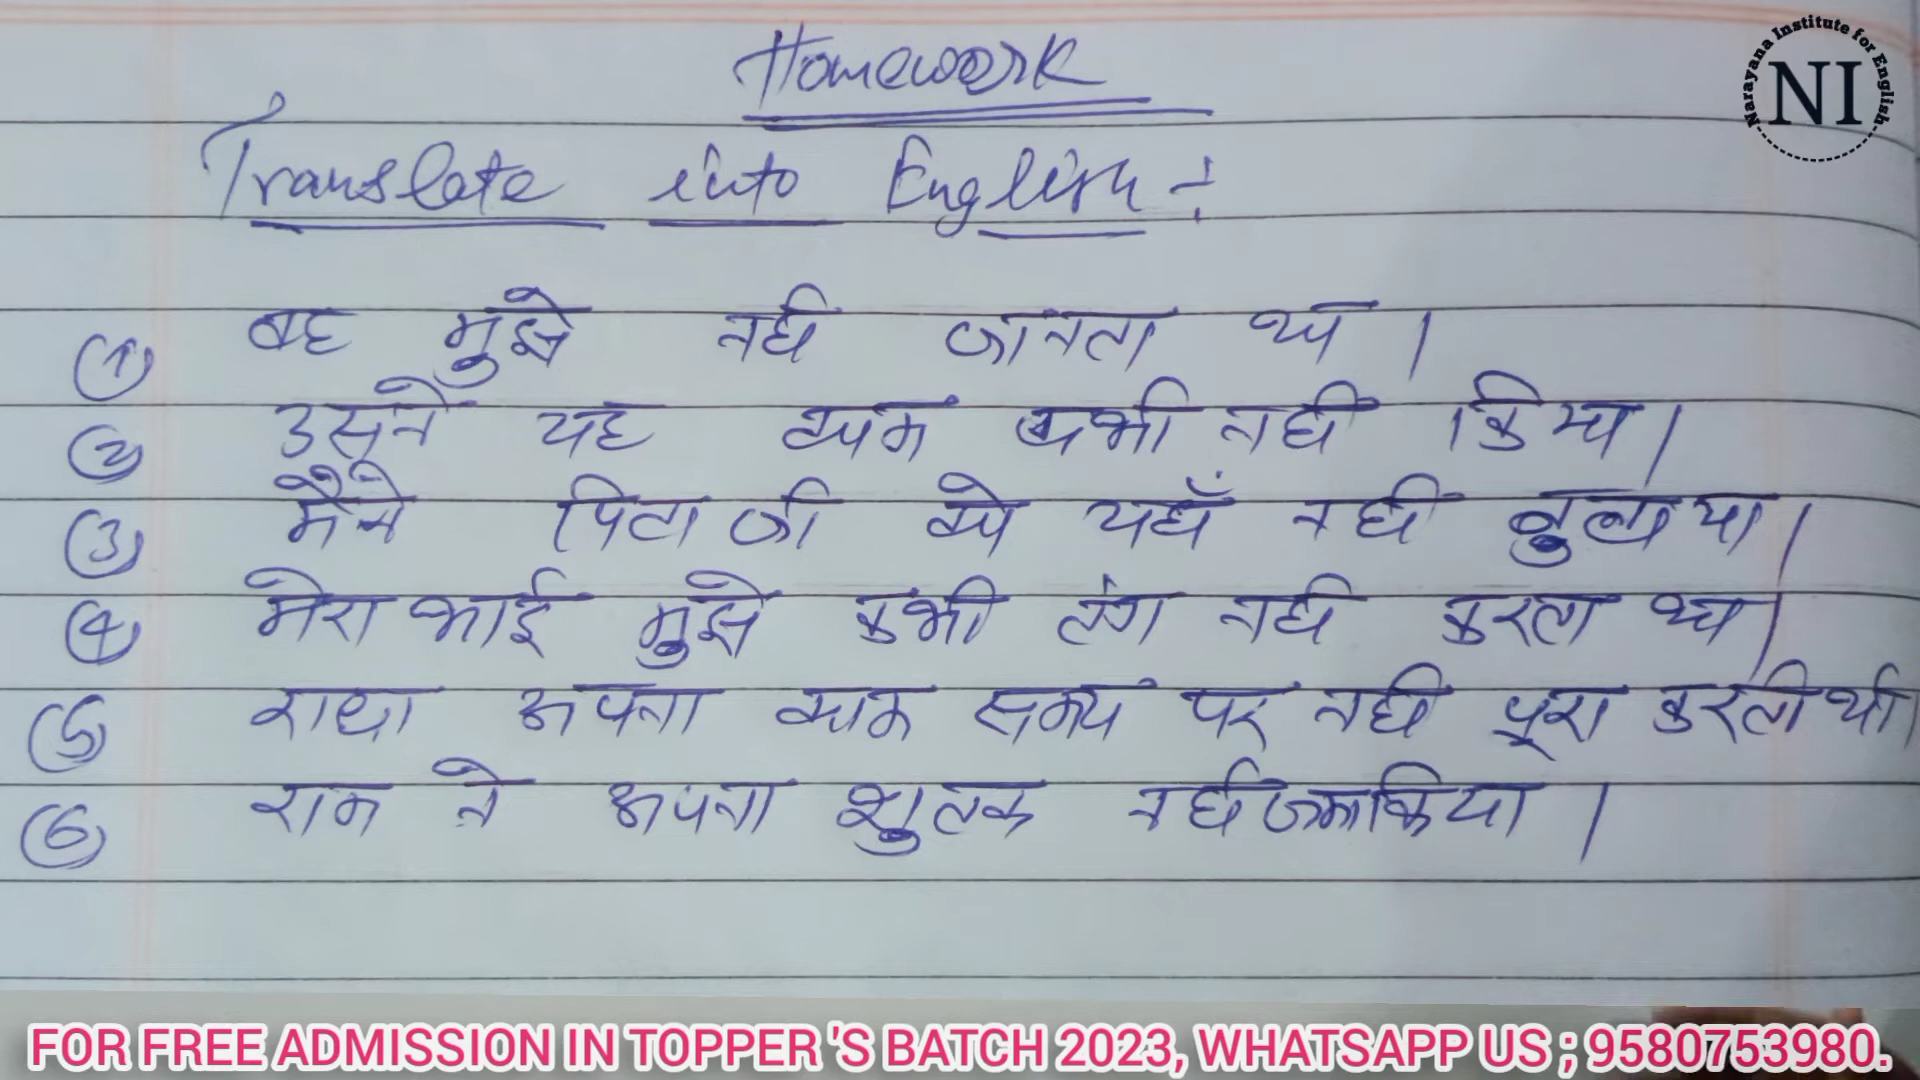 Narayana Institute for English
NI
Homework
Translate into English :-
(1) बह मुझे नहीं जानता था ।
(2) उसने यह काम कभी नहीं किया ।
(3) मैंने पिता जी को यहाँ नहीं बुलाया ।
(4) मेरा भाई मुझे कभी तंग नहीं करता था ।
(5) राधा अपना काम समय पर नहीं पूरा करती थी ।
(6) राम ने अपना शुल्क नहीं जमा किया ।
FOR FREE ADMISSION IN TOPPER 'S BATCH 2023, WHATSAPP US ; 9580753980.